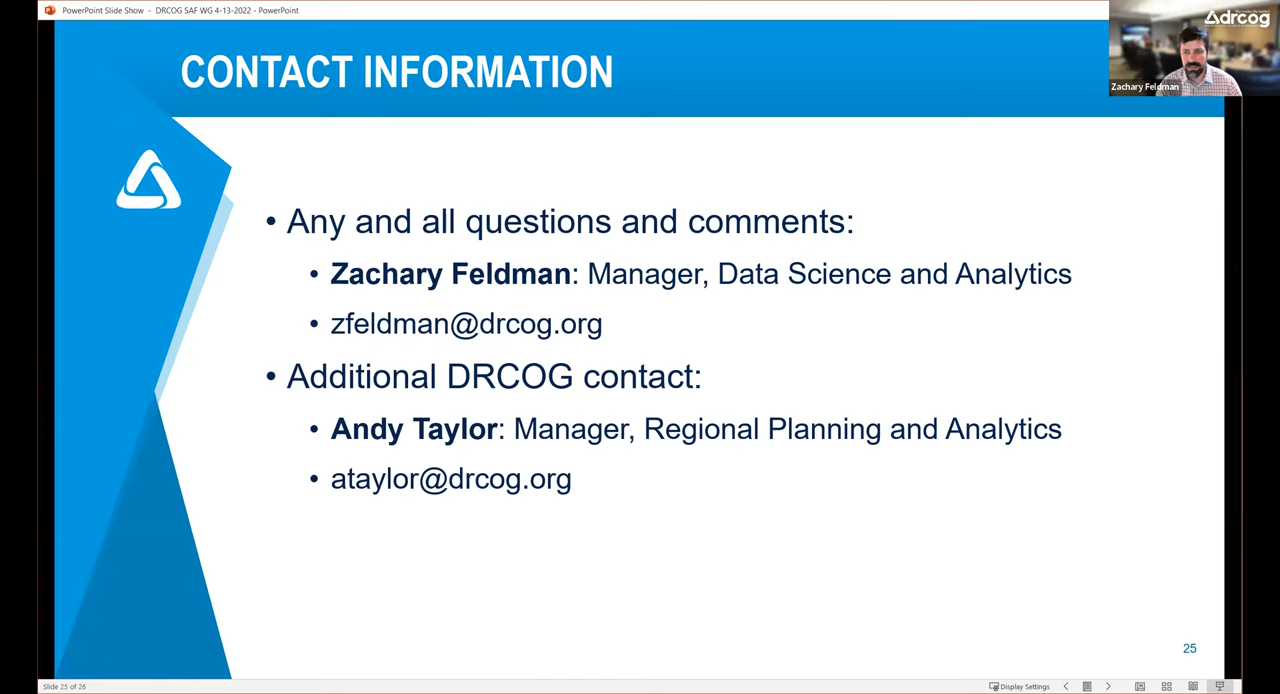 PowerPoint Slide Show - DRCOG SAF WG 4-13-2022 - PowerPoint
drcog
Zachary Feldman
CONTACT INFORMATION
• Any and all questions and comments:
• Zachary Feldman: Manager, Data Science and Analytics
• zfeldman@drcog.org
• Additional DRCOG contact:
• Andy Taylor: Manager, Regional Planning and Analytics
• ataylor@drcog.org
25
Slide 25 of 26
Display Settings